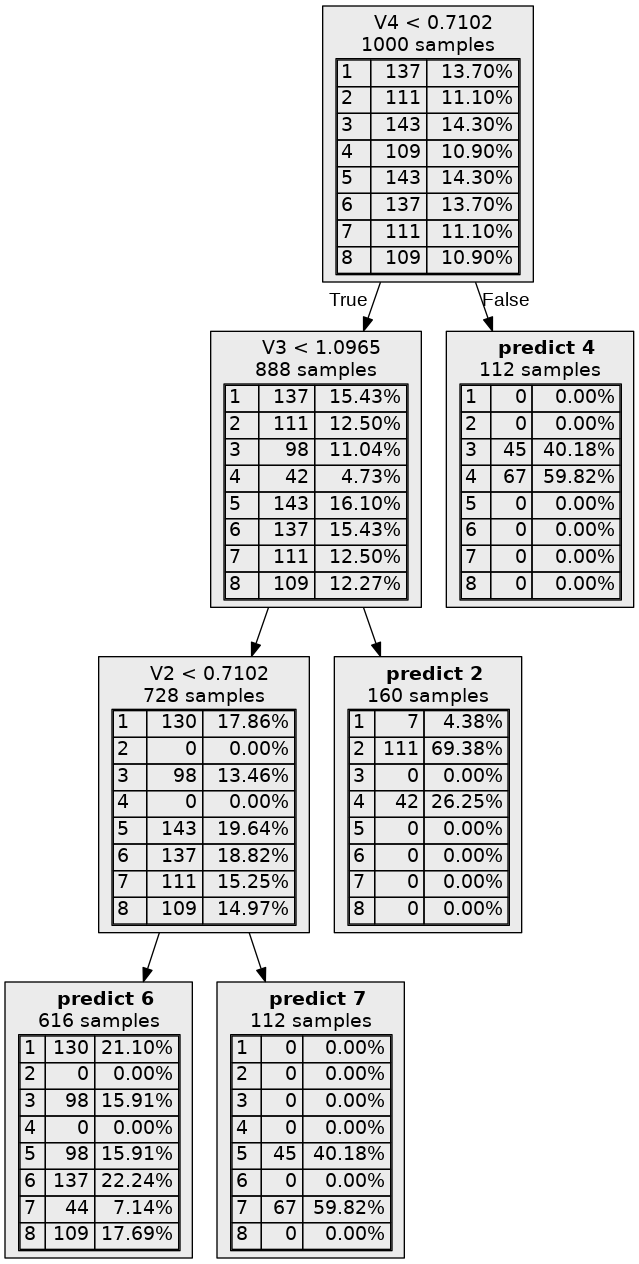 V4 < 0.7102
1000 samples
1 137 13.70%
2 111 11.10%
3 143 14.30%
4 109 10.90%
5 143 14.30%
6 137 13.70%
7 111 11.10%
8 109 10.90%
True
False
V3 < 1.0965
888 samples
1 137 15.43%
2 111 12.50%
3 98 11.04%
4 42 4.73%
5 143 16.10%
6 137 15.43%
7 111 12.50%
8 109 12.27%
predict 4
112 samples
1 0 0.00%
2 0 0.00%
3 45 40.18%
4 67 59.82%
5 0 0.00%
6 0 0.00%
7 0 0.00%
8 0 0.00%
V2 < 0.7102
728 samples
1 130 17.86%
2 0 0.00%
3 98 13.46%
4 0 0.00%
5 143 19.64%
6 137 18.82%
7 111 15.25%
8 109 14.97%
predict 2
160 samples
1 7 4.38%
2 111 69.38%
3 0 0.00%
4 42 26.25%
5 0 0.00%
6 0 0.00%
7 0 0.00%
8 0 0.00%
predict 6
616 samples
1 130 21.10%
2 0 0.00%
3 98 15.91%
4 0 0.00%
5 98 15.91%
6 137 22.24%
7 44 7.14%
8 109 17.69%
predict 7
112 samples
1 0 0.00%
2 0 0.00%
3 0 0.00%
4 0 0.00%
5 45 40.18%
6 0 0.00%
7 67 59.82%
8 0 0.00%